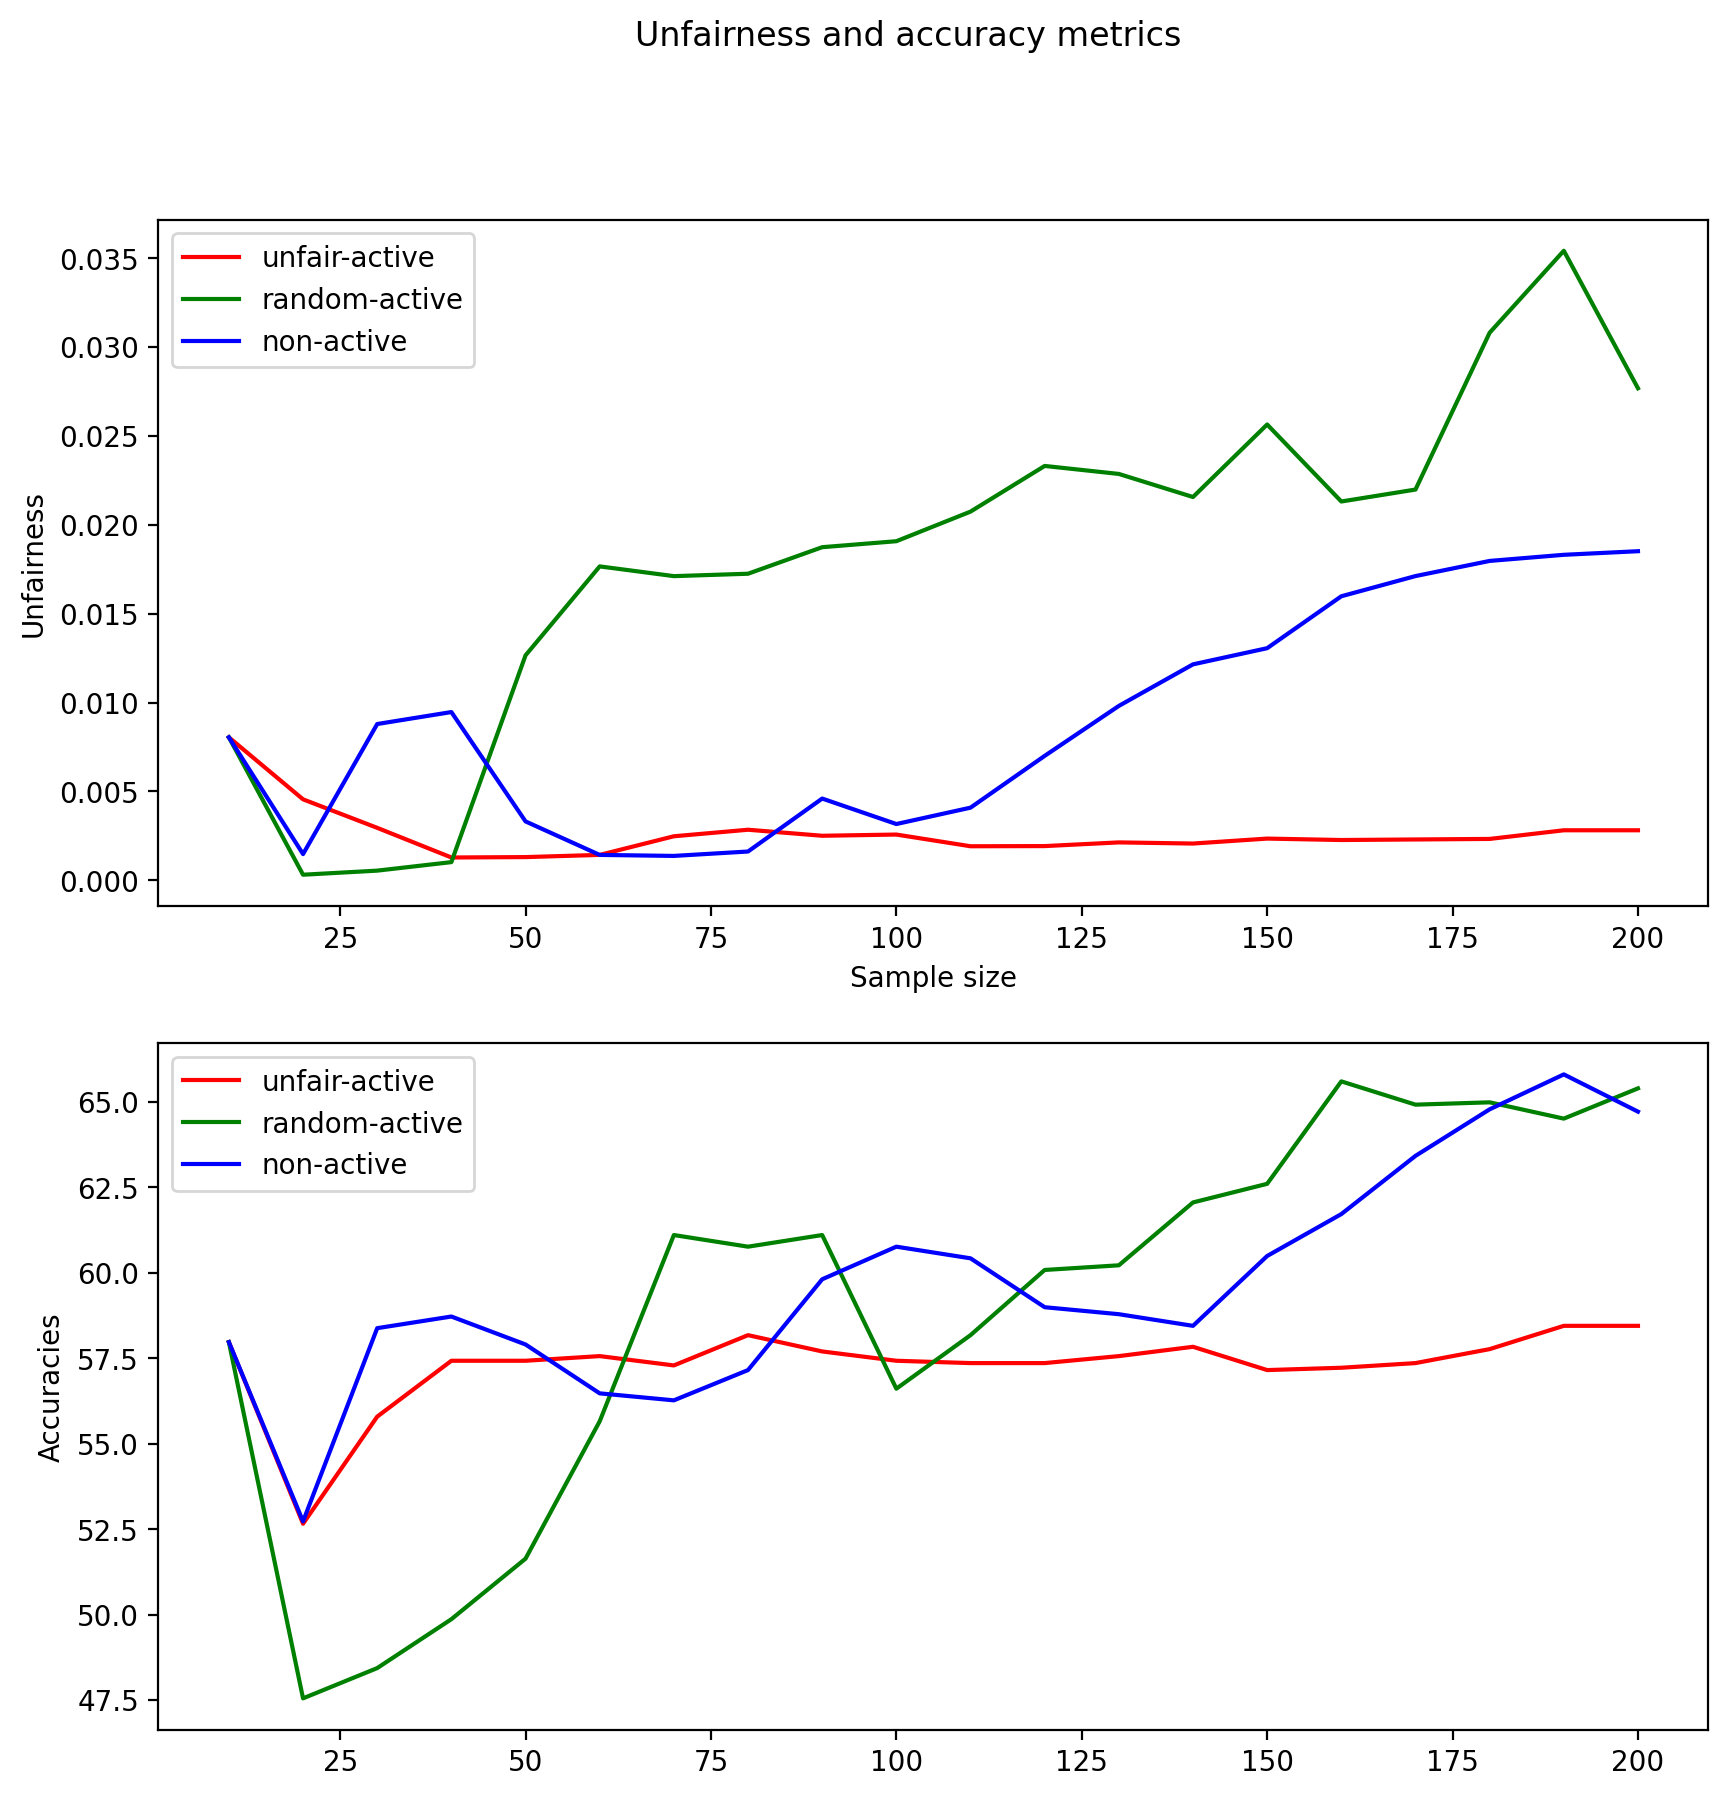 Unfairness and accuracy metrics
unfair-active
random-active
non-active
0.035
0.030
0.025
0.020
0.015
0.010
0.005
0.000
Unfairness
25 50 75 100 125 150 175 200
Sample size
unfair-active
random-active
non-active
65.0
62.5
60.0
57.5
55.0
52.5
50.0
47.5
Accuracies
25 50 75 100 125 150 175 200